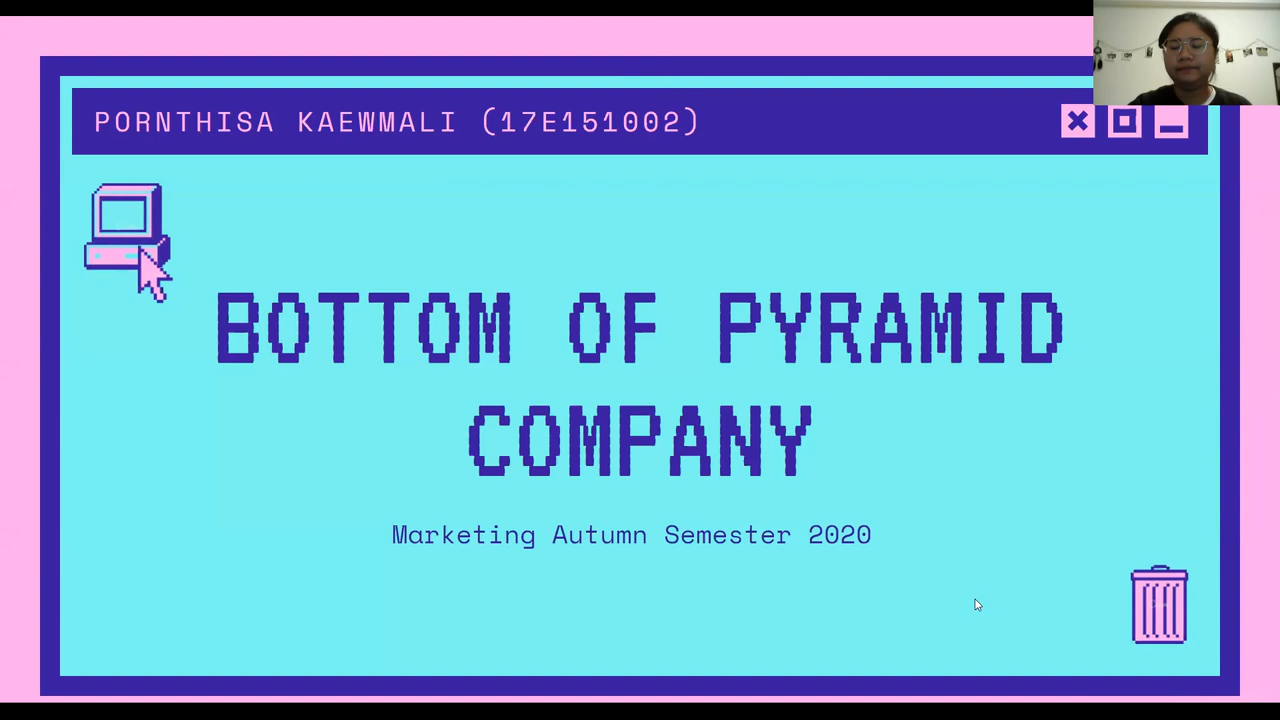 PORNTHISA KAEWMALI (17E151002)
BOTTOM OF PYRAMID
COMPANY
Marketing Autumn Semester 2020